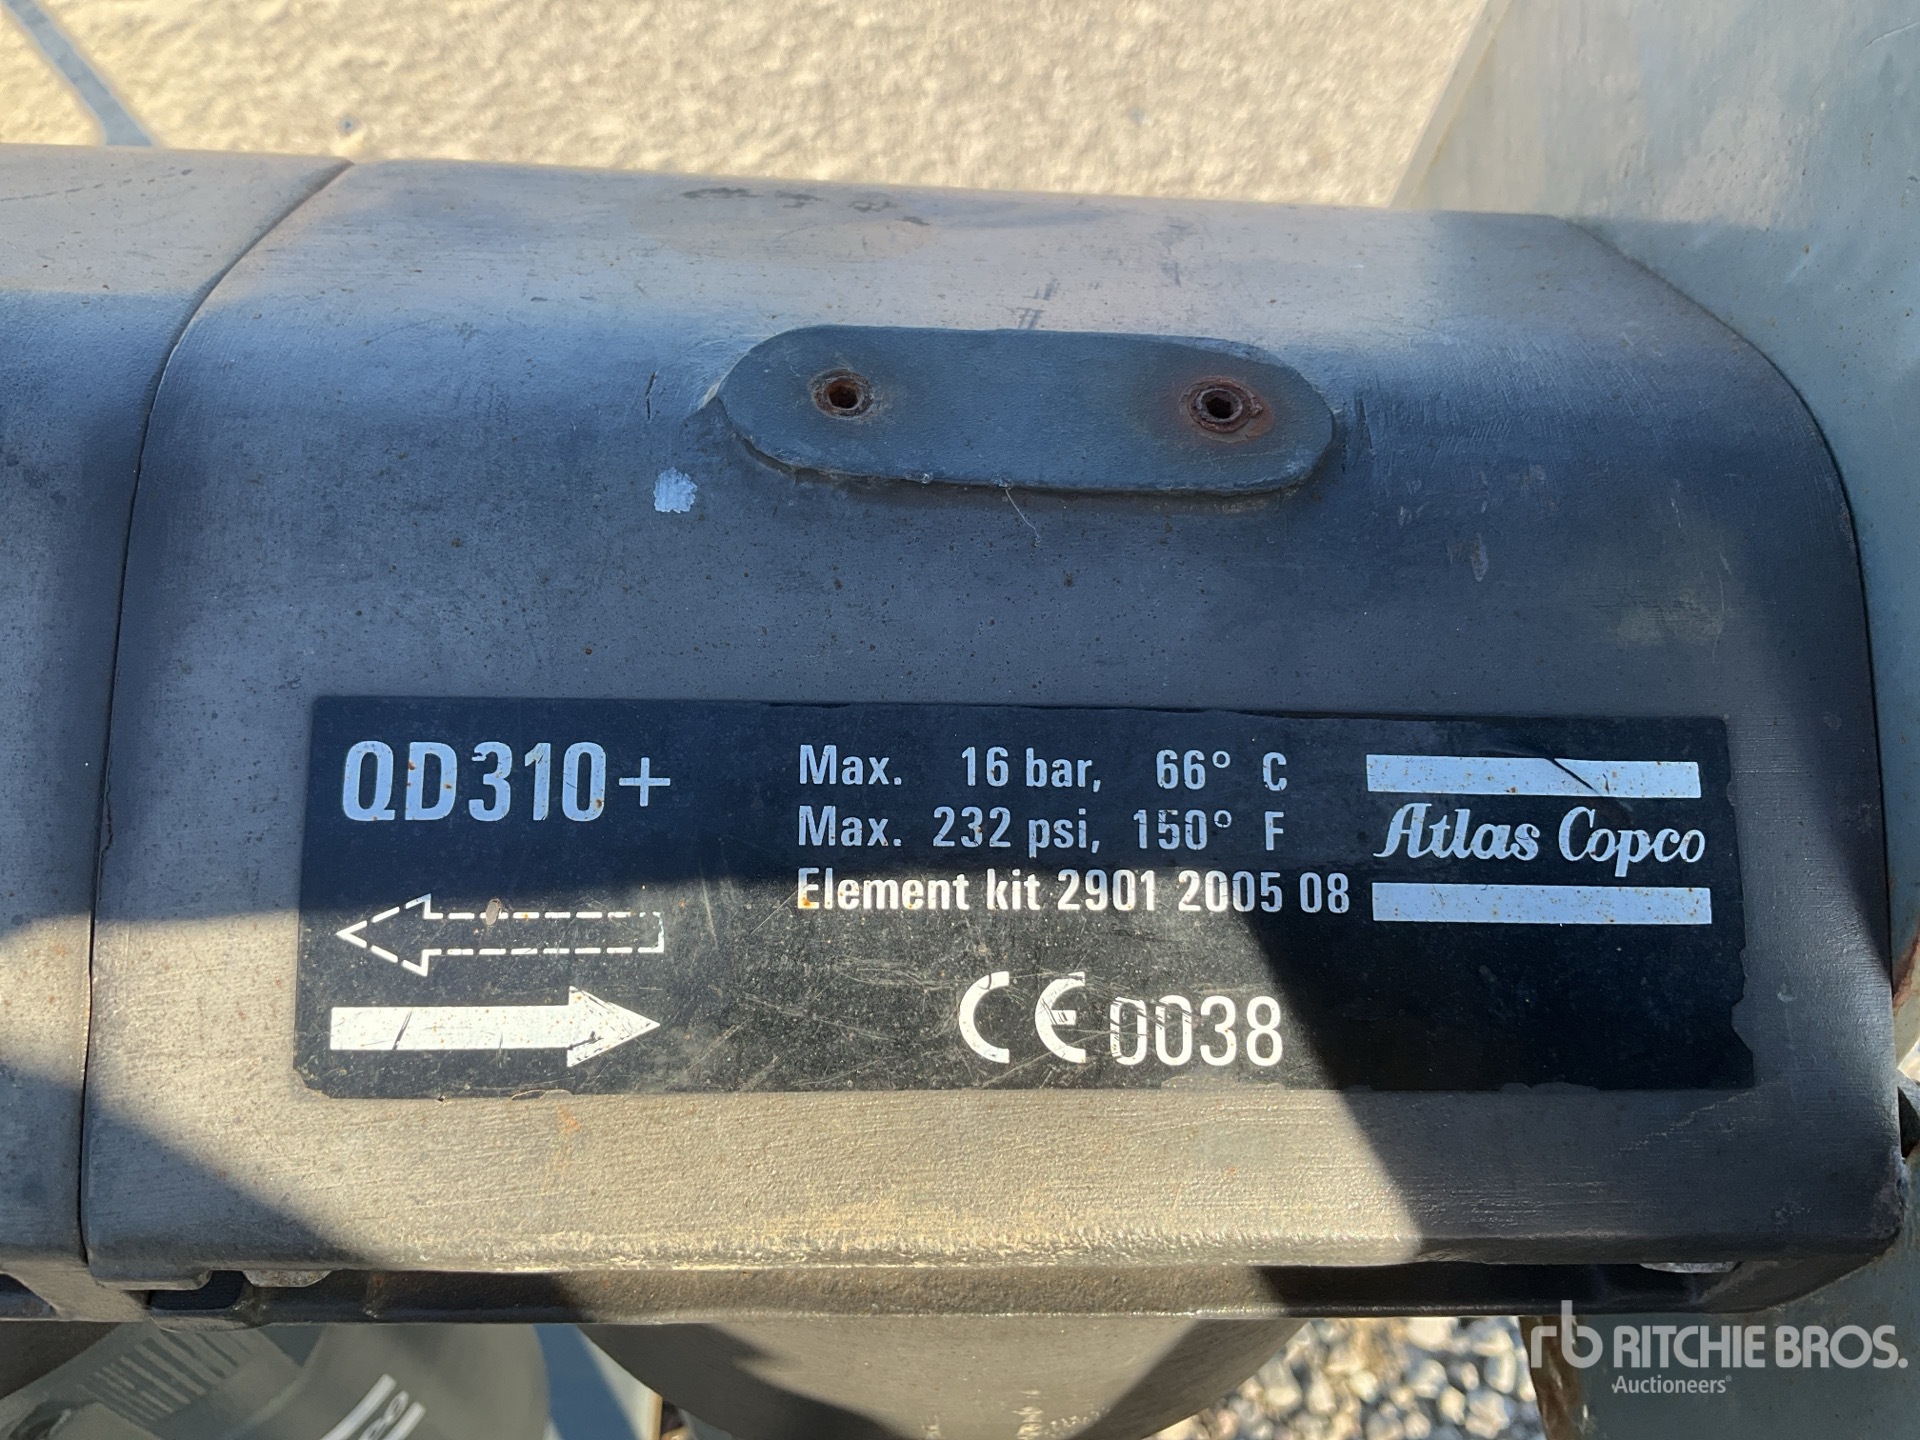 QD310+
Max. 16 bar, 66° C
Max. 232 psi, 150° F
Element kit 2901 2005 08
Atlas Copco
CE 0038
rb RITCHIE BROS.
Auctioneers®